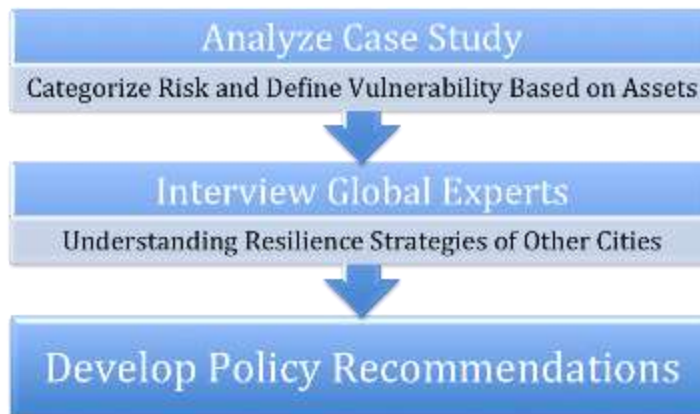 Analyze Case Study
Categorize Risk and Define Vulnerability Based on Assets
Interview Global Experts
Understanding Resilience Strategies of Other Cities
Develop Policy Recommendations